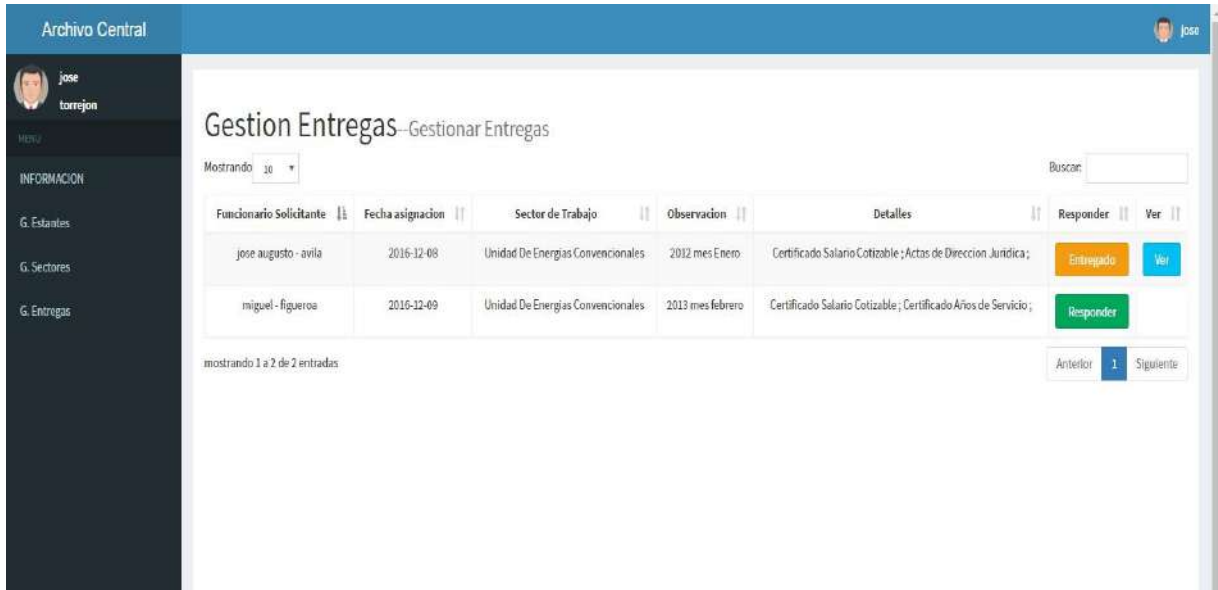 Archivo Central
jose
jose
torrejon
MENU
INFORMACION
G. Estantes
G. Sectores
G. Entregas
Gestion Entregas--Gestionar Entregas
Mostrando 10
Buscar:
Funcionario Solicitante Fecha asignacion Sector de Trabajo Observacion Detalles Responder Ver
jose augusto - avila 2016-12-08 Unidad De Energias Convencionales 2012 mes Enero Certificado Salario Cotizable ; Actas de Direccion Juridica ; Entregado Ver
miguel - figueroa 2016-12-09 Unidad De Energias Convencionales 2013 mes febrero Certificado Salario Cotizable ; Certificado Años de Servicio ; Responder
mostrando 1 a 2 de 2 entradas
Anterior 1 Siguiente